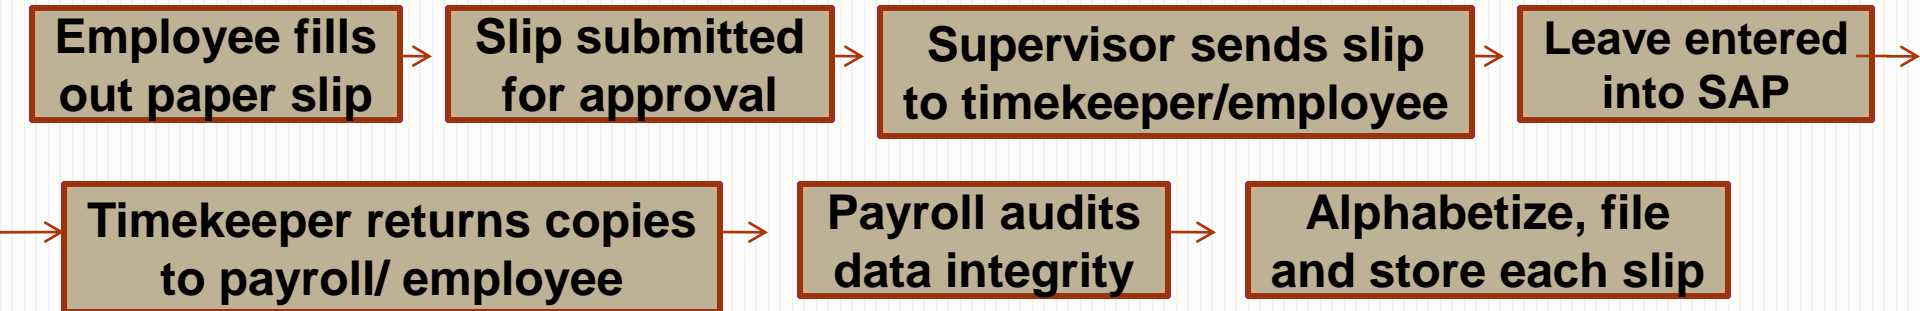 Employee fills
out paper slip
Slip submitted
for approval
Supervisor sends slip
to timekeeper/employee
Leave entered
into SAP
Timekeeper returns copies
to payroll/ employee
Payroll audits
data integrity
Alphabetize, file
and store each slip